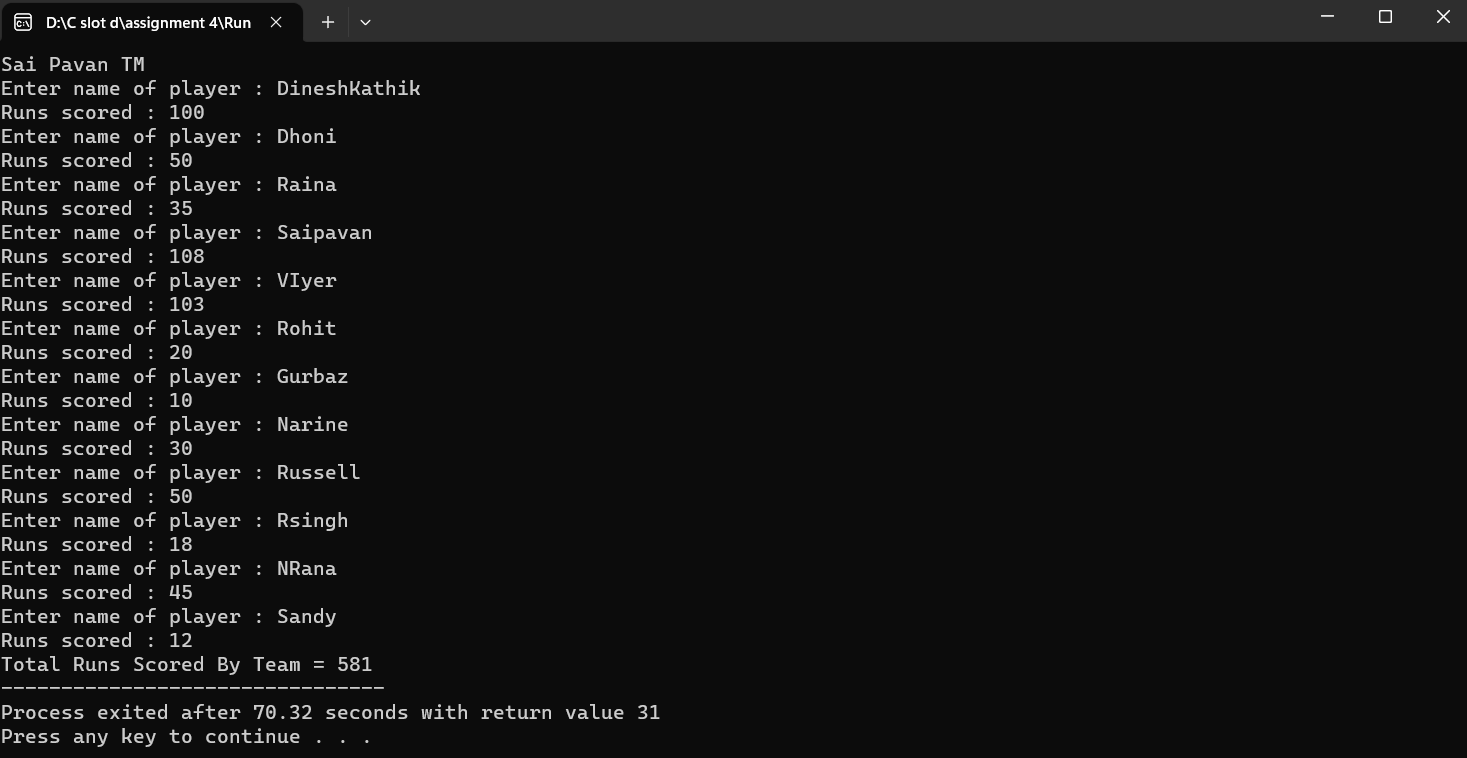 D:\C slot d\assignment 4\Run
Sai Pavan TM
Enter name of player : DineshKathik
Runs scored : 100
Enter name of player : Dhoni
Runs scored : 50
Enter name of player : Raina
Runs scored : 35
Enter name of player : Saipavan
Runs scored : 108
Enter name of player : VIyer
Runs scored : 103
Enter name of player : Rohit
Runs scored : 20
Enter name of player : Gurbaz
Runs scored : 10
Enter name of player : Narine
Runs scored : 30
Enter name of player : Russell
Runs scored : 50
Enter name of player : Rsingh
Runs scored : 18
Enter name of player : NRana
Runs scored : 45
Enter name of player : Sandy
Runs scored : 12
Total Runs Scored By Team = 581
--------------------------------
Process exited after 70.32 seconds with return value 31
Press any key to continue . . .